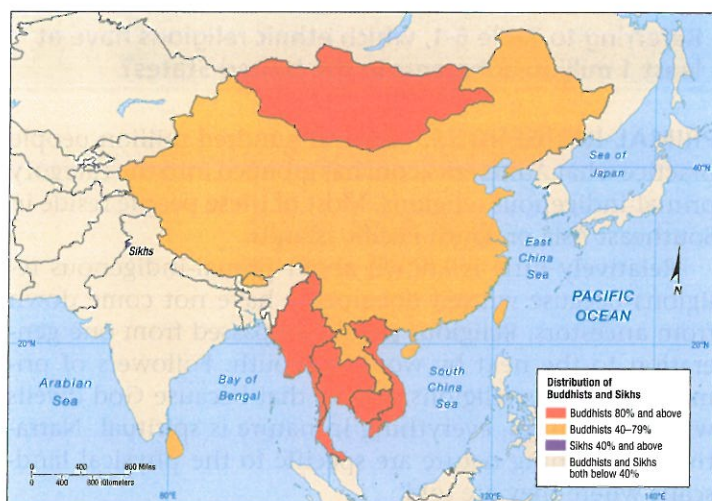 Sea of
Japan
40°N
Sikhs
East
China
Sea
PACIFIC
OCEAN
N
20°N
20°N
Arabian
Sea
Bay of
Bengal
South
China
Sea
Distribution of
Buddhists and Sikhs
Buddhists 80% and above
Buddhists 40–79%
Sikhs 40% and above
Buddhists and Sikhs
both below 40%
0 400 800 Miles
0 400 800 Kilometers
80°E
120°E